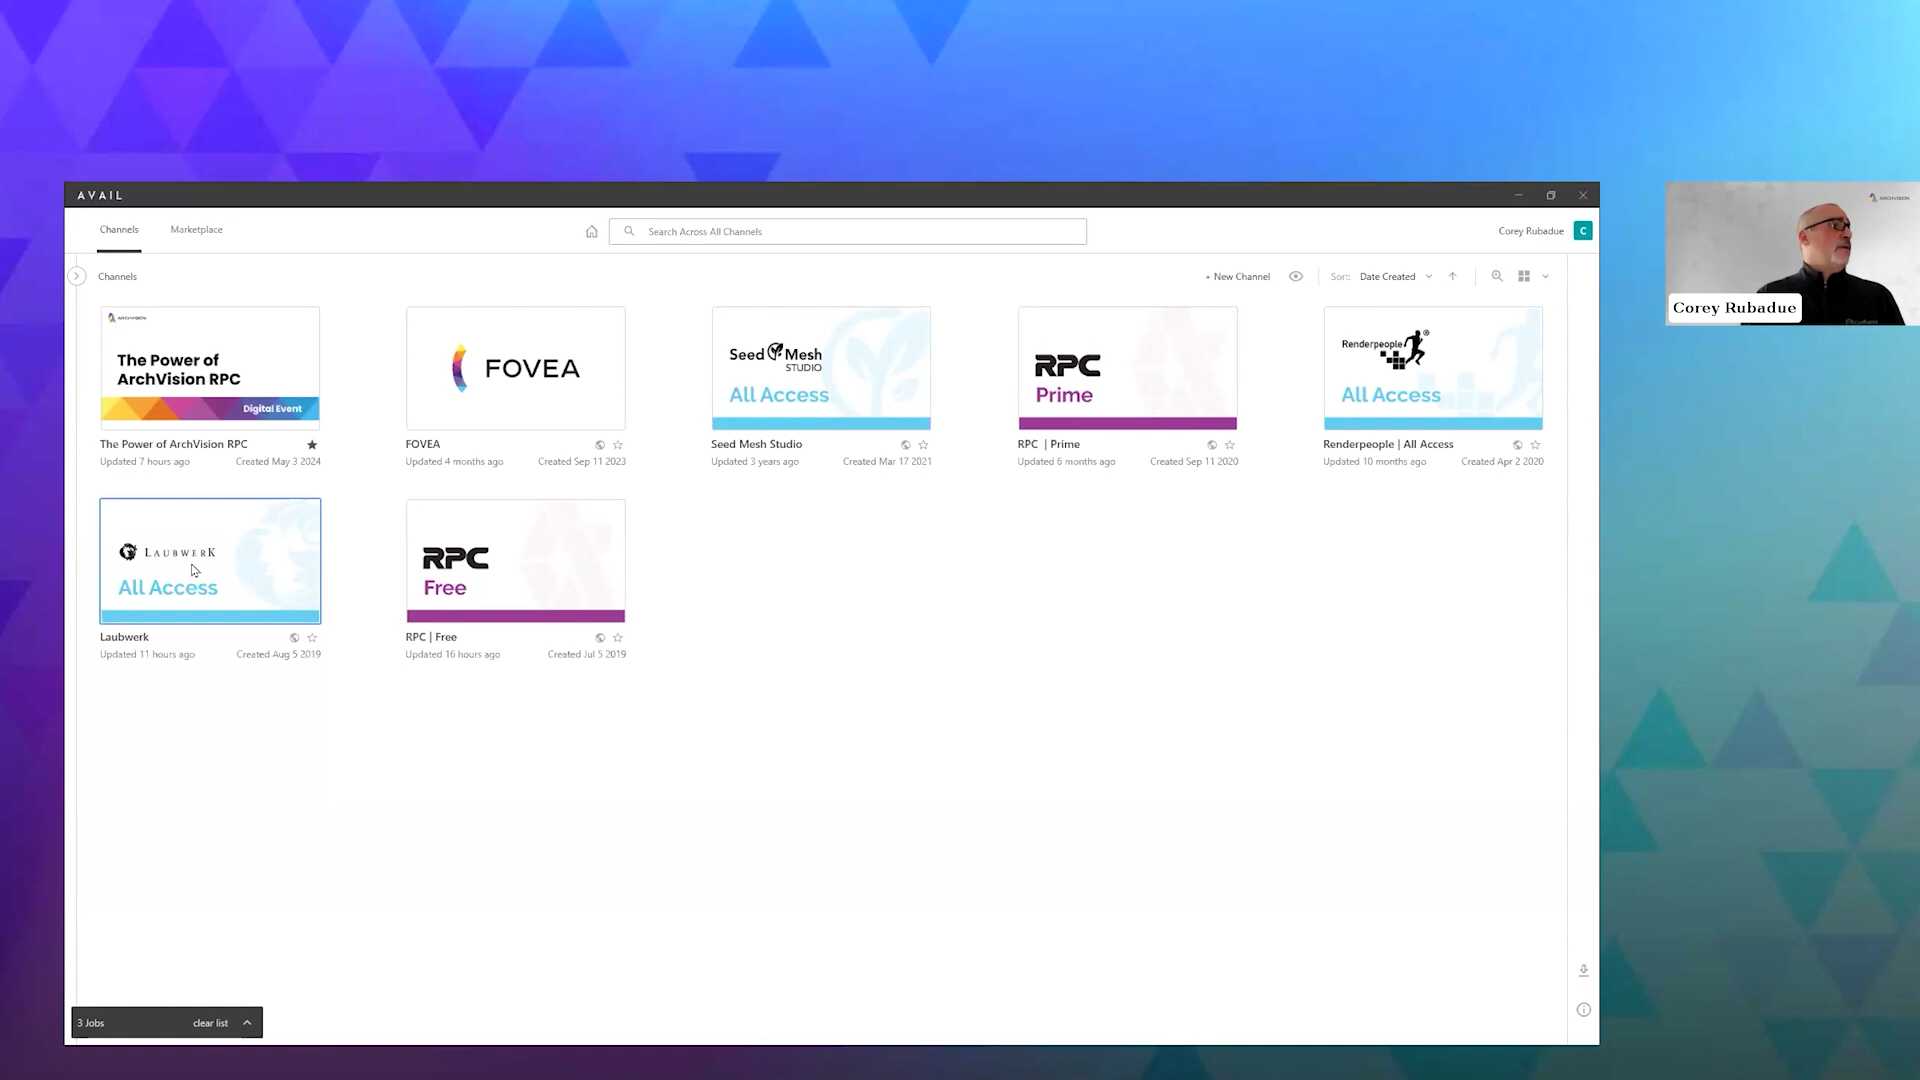 AVAIL
Channels
Marketplace
Search Across All Channels
Corey Rubadue
C
ARCHVISION
Corey Rubadue
Channels
+ New Channel
Sort:
Date Created
ARCHVISION
The Power of
ArchVision RPC
Digital Event
The Power of ArchVision RPC
Updated 7 hours ago
Created May 3 2024
FOVEA
FOVEA
Updated 4 months ago
Created Sep 11 2023
Seed Mesh
STUDIO
All Access
Seed Mesh Studio
Updated 3 years ago
Created Mar 17 2021
RPC
Prime
RPC | Prime
Updated 6 months ago
Created Sep 11 2020
Renderpeople®
All Access
Renderpeople | All Access
Updated 10 months ago
Created Apr 2 2020
LAUBWERK
All Access
Laubwerk
Updated 11 hours ago
Created Aug 5 2019
RPC
Free
RPC | Free
Updated 16 hours ago
Created Jul 5 2019
3 Jobs
clear list